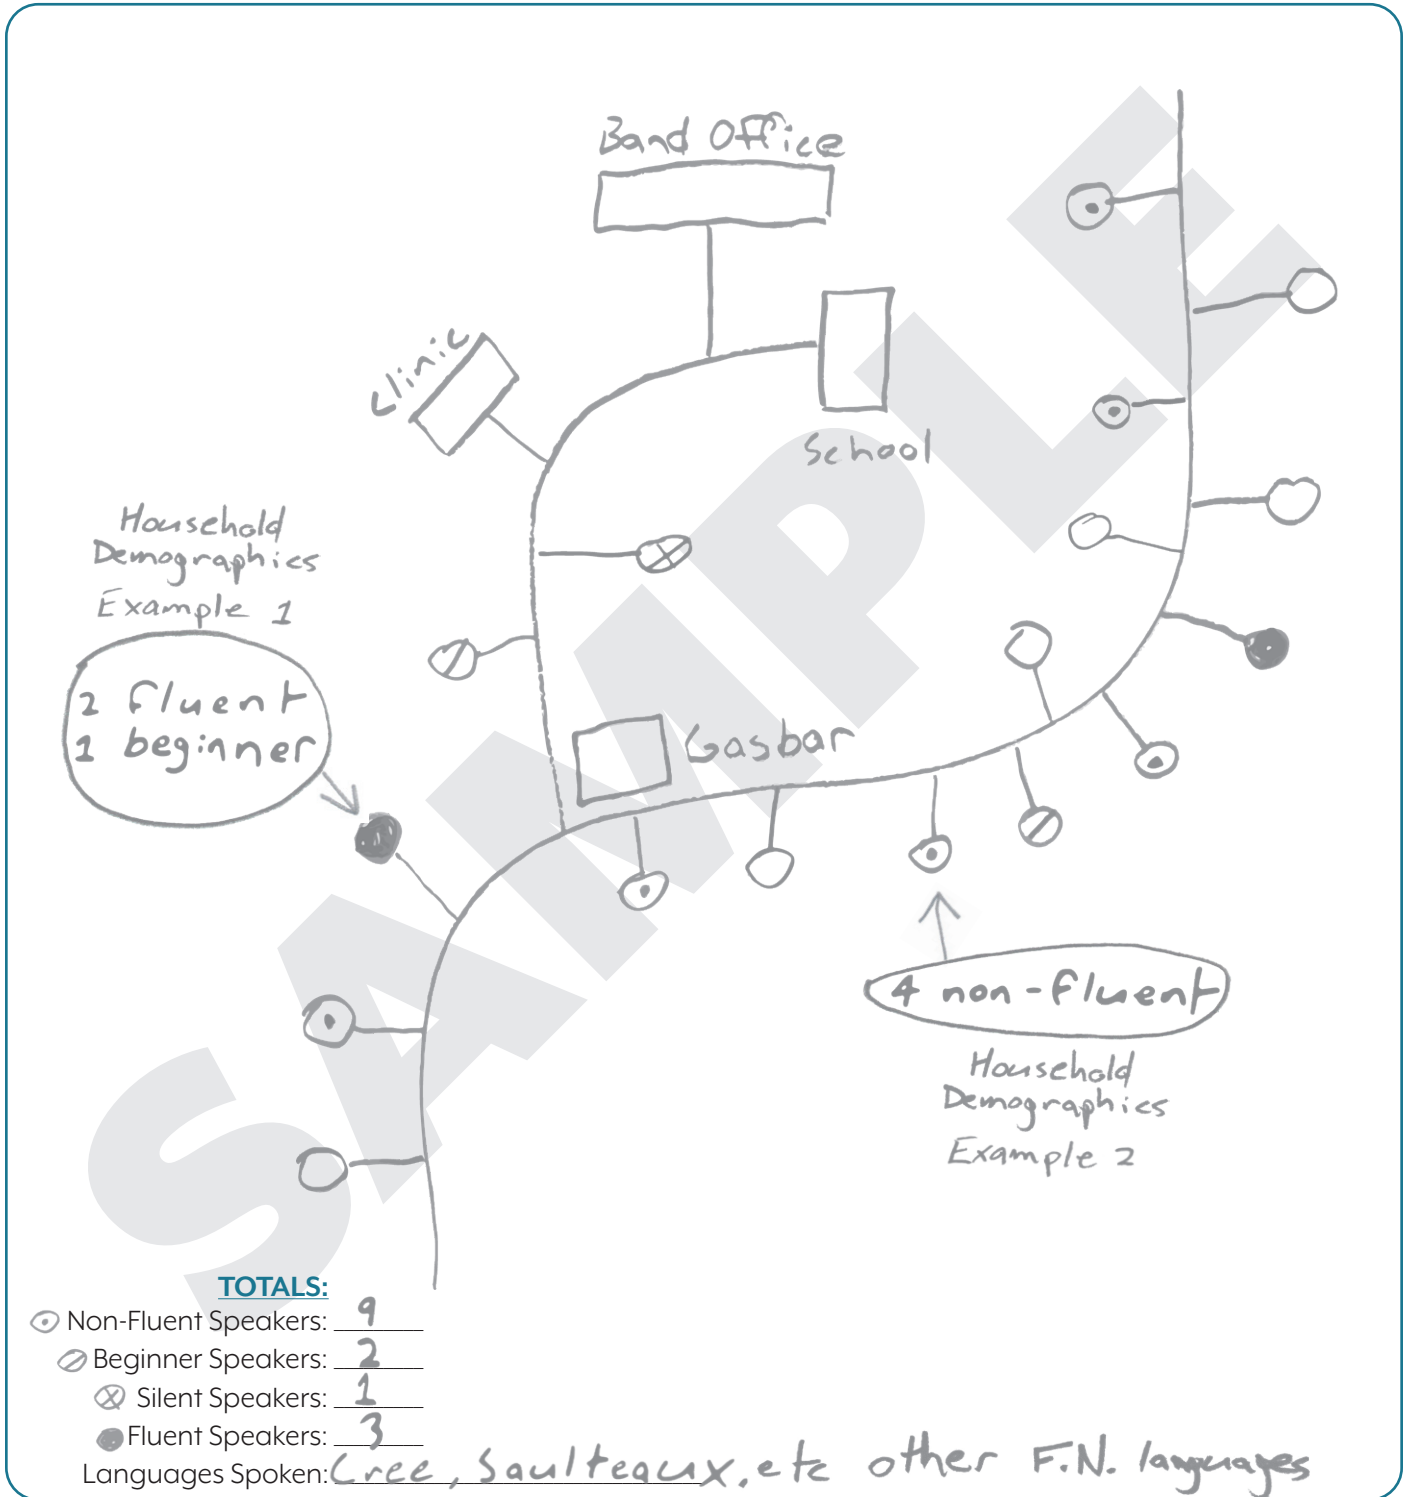 Band Office
Clinic
School
Household
Demographics
Example 1
2 fluent
1 beginner
Gasbar
4 non-fluent
Household
Demographics
Example 2
SAMPLE
TOTALS:
Non-Fluent Speakers: 9
Beginner Speakers: 2
Silent Speakers: 1
Fluent Speakers: 3
Languages Spoken: Cree, Saulteaux, etc other F.N. languages